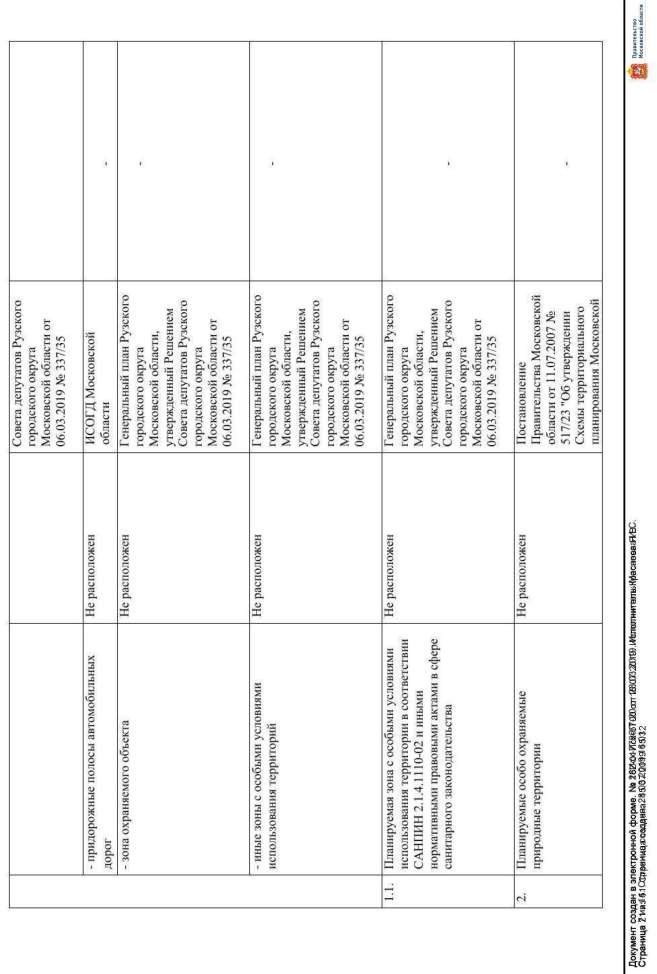 Совета депутатов Рузского
городского округа
Московской области от
06.03.2019 № 337/35
- придорожные полосы автомобильных
дорог
Не расположен
ИСОГД Московской
области
-
- зона охраняемого объекта
Не расположен
Генеральный план Рузского
городского округа
Московской области,
утвержденный Решением
Совета депутатов Рузского
городского округа
Московской области от
06.03.2019 № 337/35
-
- иные зоны с особыми условиями
использования территорий
Не расположен
Генеральный план Рузского
городского округа
Московской области,
утвержденный Решением
Совета депутатов Рузского
городского округа
Московской области от
06.03.2019 № 337/35
-
1.1.
Планируемая зона с особыми условиями
использования территории в соответствии
САНПИН 2.1.4.1110-02 и иными
нормативными правовыми актами в сфере
санитарного законодательства
Не расположен
Генеральный план Рузского
городского округа
Московской области,
утвержденный Решением
Совета депутатов Рузского
городского округа
Московской области от
06.03.2019 № 337/35
-
2.
Планируемые особо охраняемые
природные территории
Не расположен
Постановление
Правительства Московской
области от 11.07.2007 №
517/23 "Об утверждении
Схемы территориального
планирования Московской
-
Документ создан в электронной форме. №
Страница
Правительство
Московской области